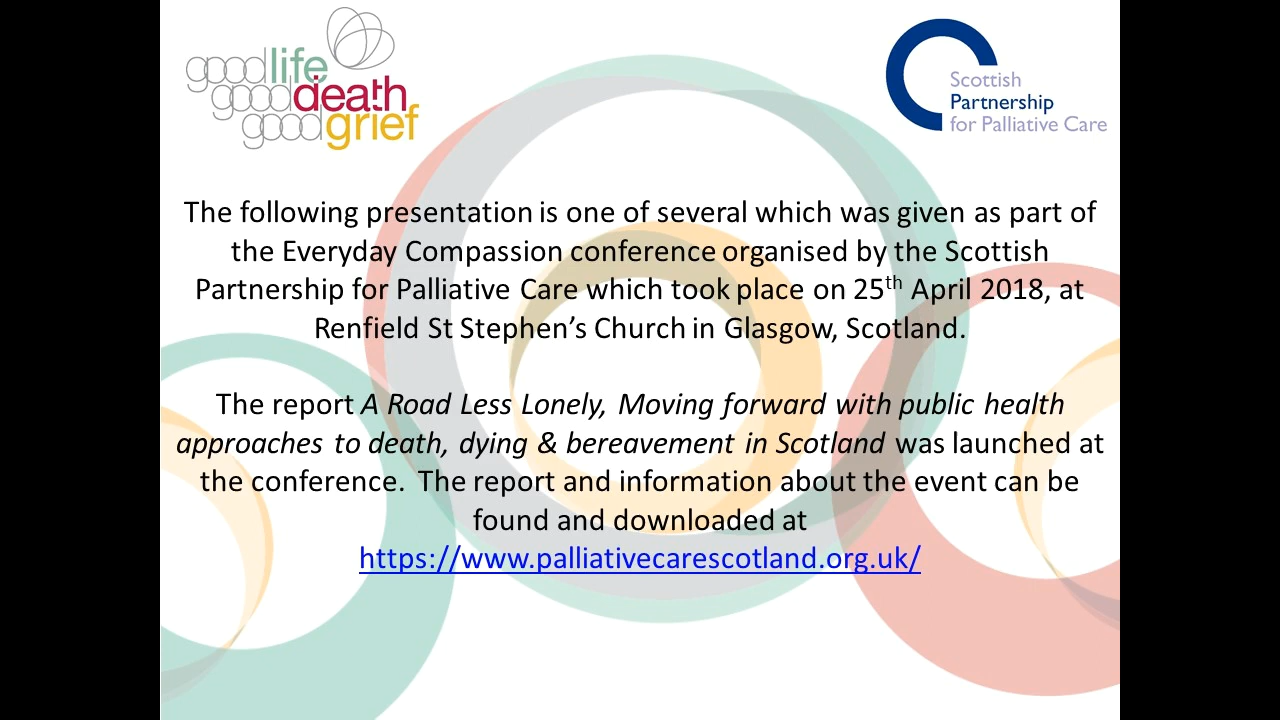 good life
good death
good grief
Scottish
Partnership
for Palliative Care
The following presentation is one of several which was given as part of
the Everyday Compassion conference organised by the Scottish
Partnership for Palliative Care which took place on 25th April 2018, at
Renfield St Stephen’s Church in Glasgow, Scotland.
The report A Road Less Lonely, Moving forward with public health
approaches to death, dying & bereavement in Scotland was launched at
the conference.  The report and information about the event can be
found and downloaded at
https://www.palliativecarescotland.org.uk/